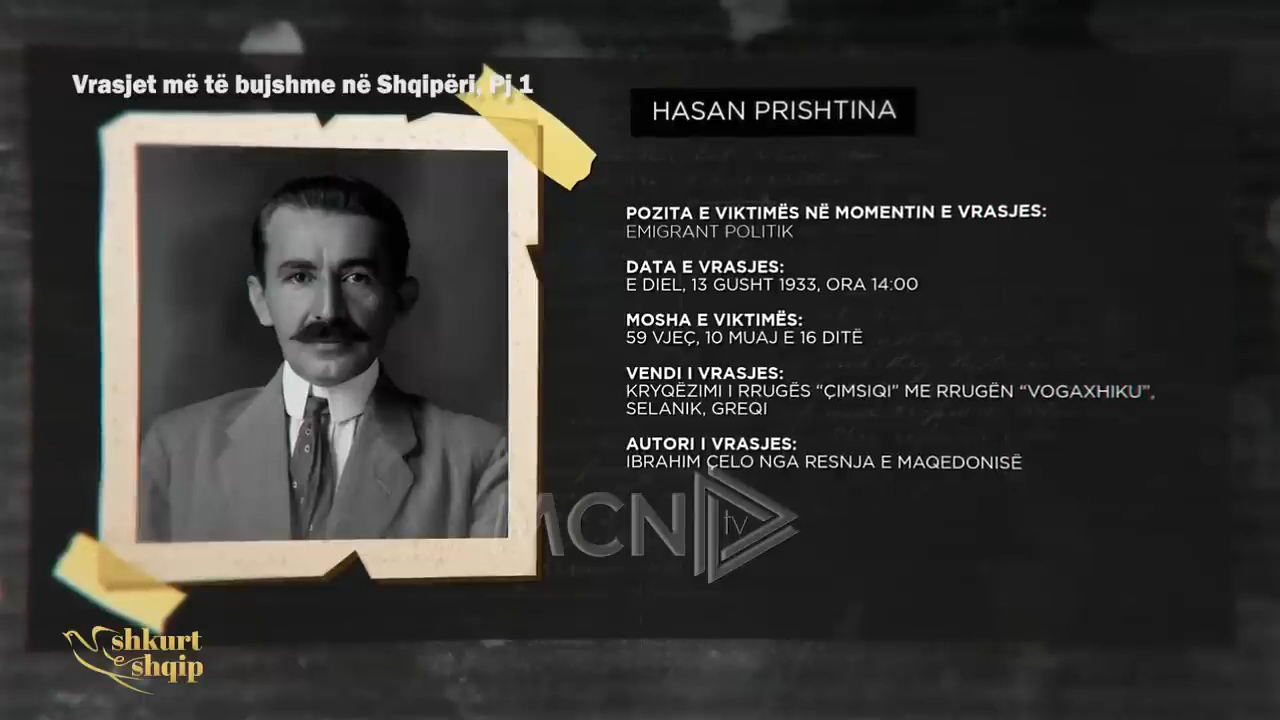 Vrasjet më të bujshme në Shqipëri, Pj 1
HASAN PRISHTINA
POZITA E VIKTIMËS NË MOMENTIN E VRASJES:
EMIGRANT POLITIK
DATA E VRASJES:
E DIEL, 13 GUSHT 1933, ORA 14:00
MOSHA E VIKTIMËS:
59 VJEÇ, 10 MUAJ E 16 DITË
VENDI I VRASJES:
KRYQËZIMI I RRUGËS “ÇIMSIQI” ME RRUGËN “VOGAXHIKU”,
SELANIK, GREQI
AUTORI I VRASJES:
IBRAHIM ÇELO NGA RESNJA E MAQEDONISË
MCN tv
shkurt
e shqip